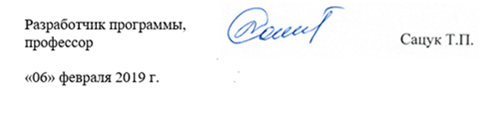 Разработчик программы,
профессор
Сацук Т.П.
«06» февраля 2019 г.